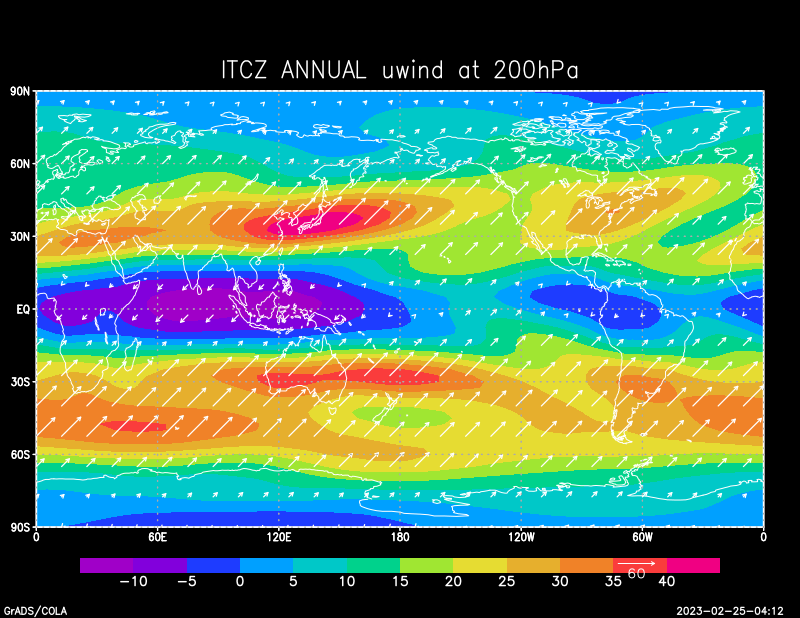 ITCZ ANNUAL uwind at 200hPa
90N
60N
30N
EQ
30S
60S
90S
0 60E 120E 180 120W 60W 0
60
−10 −5 0 5 10 15 20 25 30 35 40
GrADS/COLA 2023-02-25-04:12